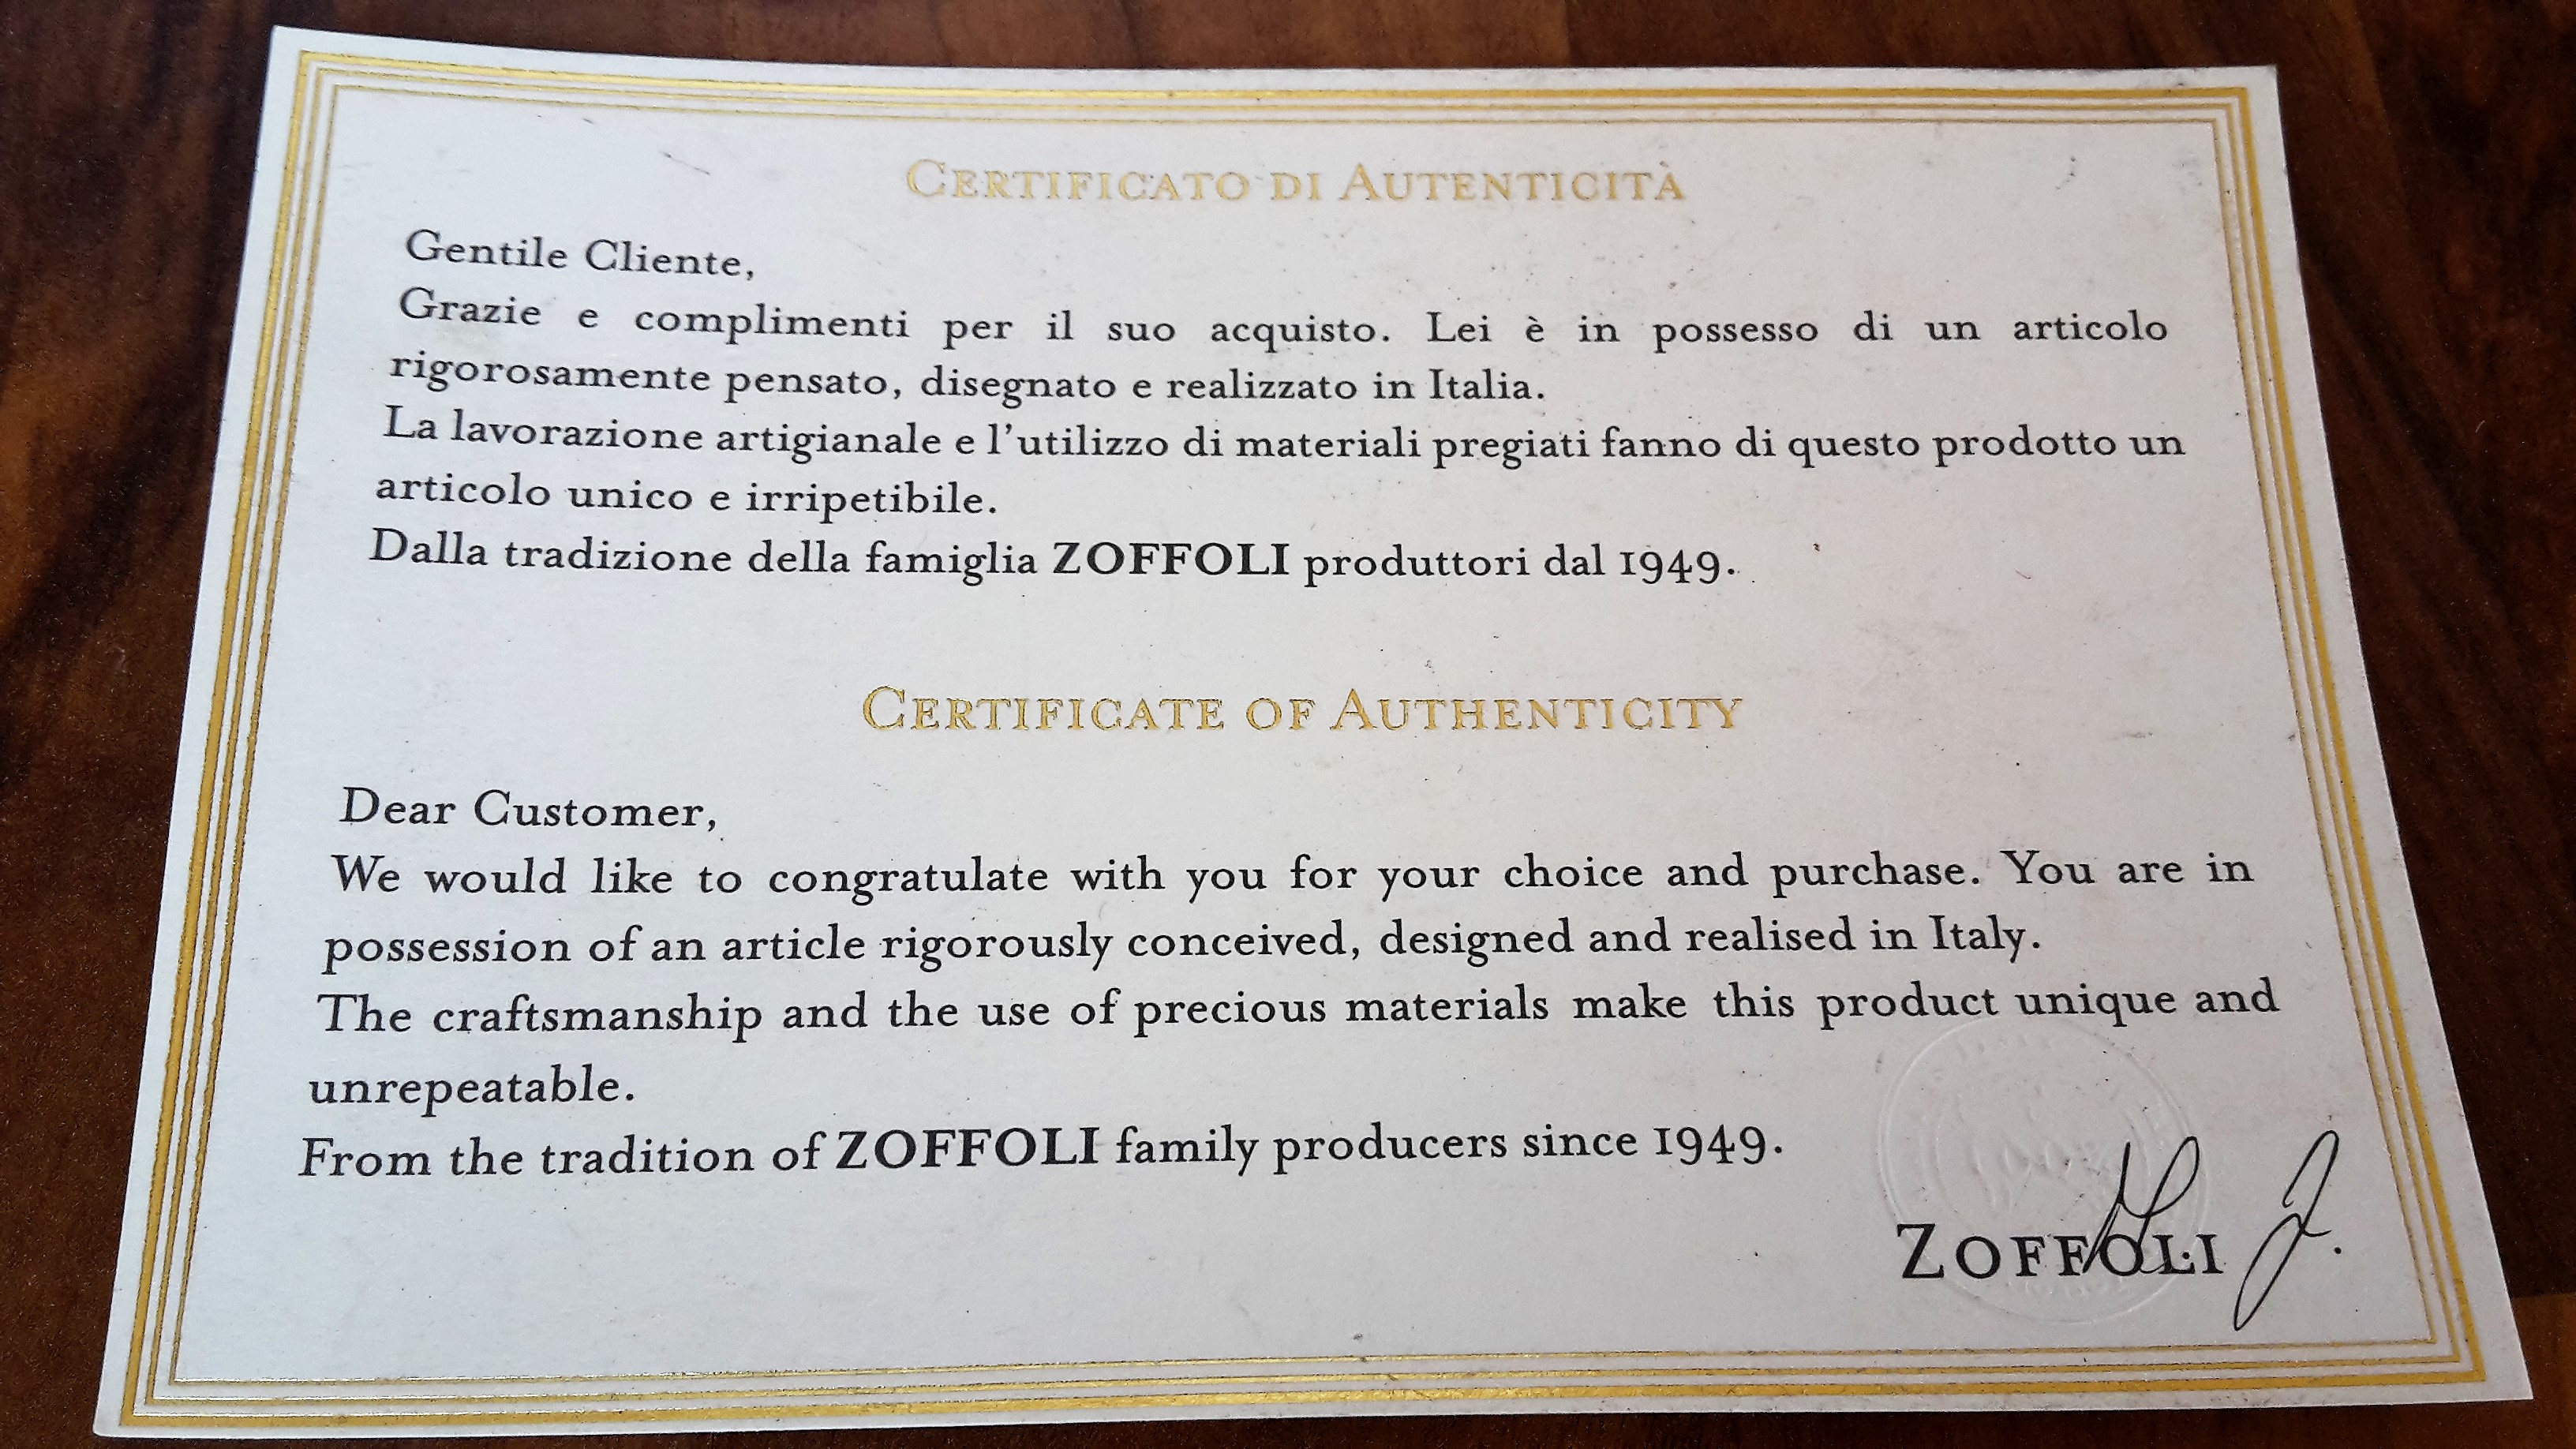 CERTIFICATO DI AUTENTICITÀ
Gentile Cliente,
Grazie e complimenti per il suo acquisto. Lei è in possesso di un articolo
rigorosamente pensato, disegnato e realizzato in Italia.
La lavorazione artigianale e l'utilizzo di materiali pregiati fanno di questo prodotto un
articolo unico e irripetibile.
Dalla tradizione della famiglia ZOFFOLI produttori dal 1949.
CERTIFICATE OF AUTHENTICITY
Dear Customer,
We would like to congratulate with you for your choice and purchase. You are in
possession of an article rigorously conceived, designed and realised in Italy.
The craftsmanship and the use of precious materials make this product unique and
unrepeatable.
From the tradition of ZOFFOLI family producers since 1949.
ZOFFOLI